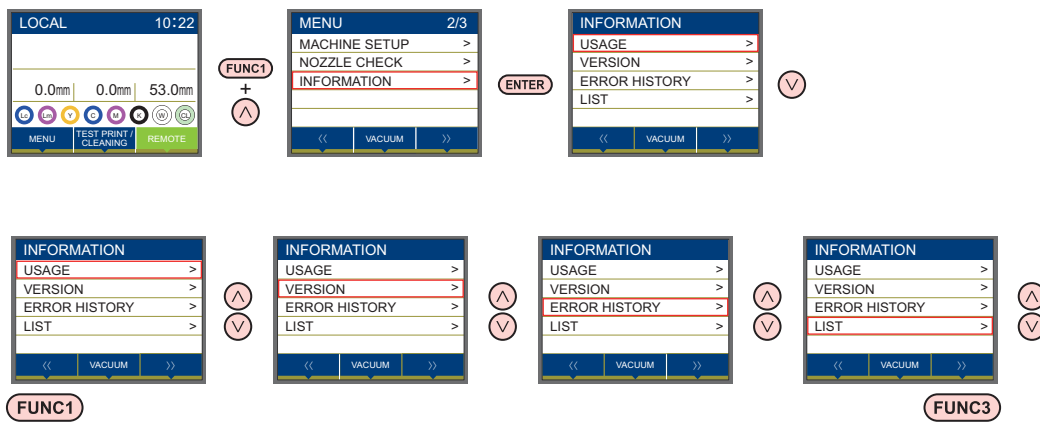 LOCAL 10:22
0.0mm 0.0mm 53.0mm
Lc Lm Y C M K W CL
MENU TEST PRINT / CLEANING REMOTE
FUNC1
+
MENU 2/3
MACHINE SETUP >
NOZZLE CHECK >
INFORMATION >
<< VACUUM >>
ENTER
INFORMATION
USAGE >
VERSION >
ERROR HISTORY >
LIST >
<< VACUUM >>
INFORMATION
USAGE >
VERSION >
ERROR HISTORY >
LIST >
<< VACUUM >>
FUNC1
INFORMATION
USAGE >
VERSION >
ERROR HISTORY >
LIST >
<< VACUUM >>
INFORMATION
USAGE >
VERSION >
ERROR HISTORY >
LIST >
<< VACUUM >>
INFORMATION
USAGE >
VERSION >
ERROR HISTORY >
LIST >
<< VACUUM >>
FUNC3